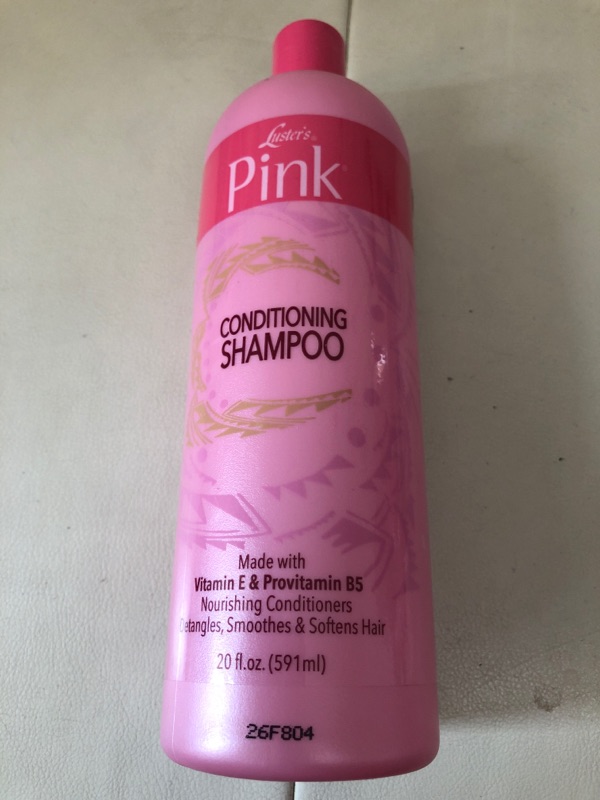 Luster's®
Pink®
CONDITIONING
SHAMPOO
Made with
Vitamin E & Provitamin B5
Nourishing Conditioners
Detangles, Smoothes & Softens Hair
20 fl.oz. (591ml)
26F804